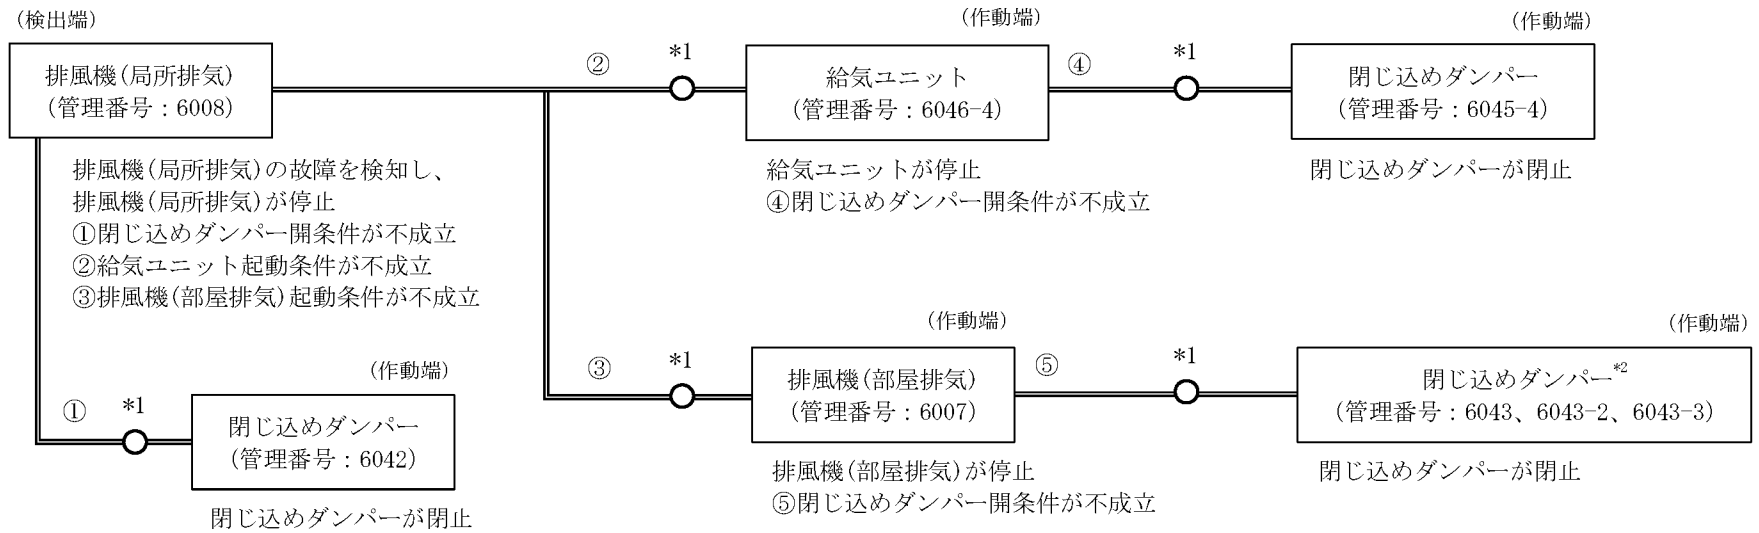 (検出端)
排風機(局所排気)
(管理番号：6008)
排風機(局所排気)の故障を検知し、
排風機(局所排気)が停止
①閉じ込めダンパー開条件が不成立
②給気ユニット起動条件が不成立
③排風機(部屋排気)起動条件が不成立
②
*1
(作動端)
給気ユニット
(管理番号：6046-4)
給気ユニットが停止
④閉じ込めダンパー開条件が不成立
④
*1
(作動端)
閉じ込めダンパー
(管理番号：6045-4)
閉じ込めダンパーが閉止
①
*1
(作動端)
閉じ込めダンパー
(管理番号：6042)
閉じ込めダンパーが閉止
③
*1
(作動端)
排風機(部屋排気)
(管理番号：6007)
排風機(部屋排気)が停止
⑤閉じ込めダンパー開条件が不成立
⑤
*1
(作動端)
閉じ込めダンパー*2
(管理番号：6043、6043-2、6043-3)
閉じ込めダンパーが閉止